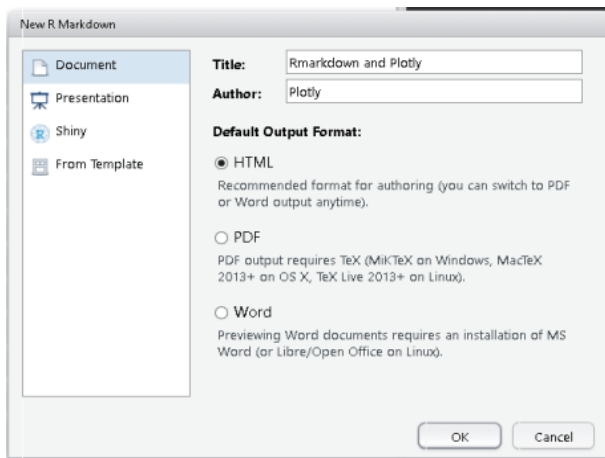 New R Markdown
Document
Presentation
Shiny
From Template
Title:
Rmarkdown and Plotly
Author:
Plotly
Default Output Format:
HTML
Recommended format for authoring (you can switch to PDF
or Word output anytime).
PDF
PDF output requires TeX (MiKTeX on Windows, MacTeX
2013+ on OS X, TeX Live 2013+ on Linux).
Word
Previewing Word documents requires an installation of MS
Word (or Libre/Open Office on Linux).
OK
Cancel